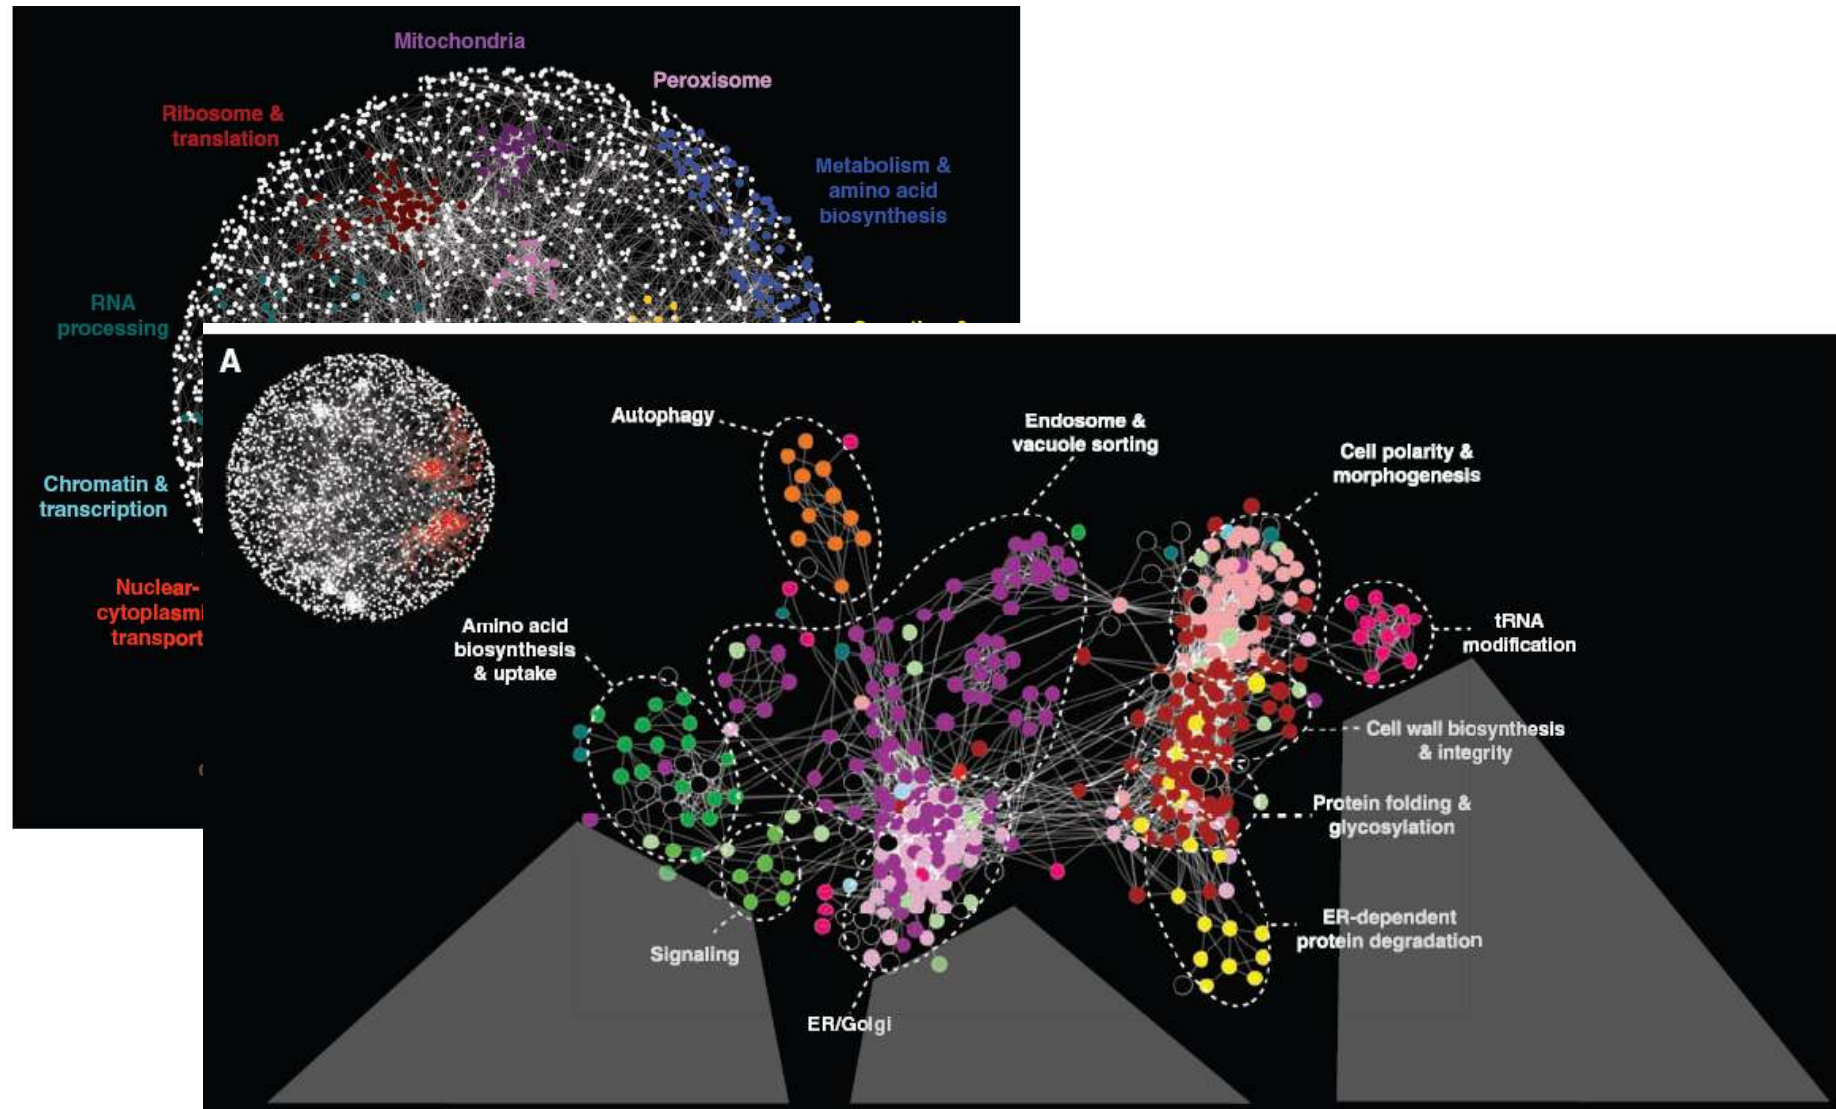 Mitochondria
Peroxisome
Ribosome &
translation
Metabolism &
amino acid
biosynthesis
RNA
processing
Chromatin &
transcription
Nuclear-
cytoplasmi
transport
A
Autophagy
Endosome &
vacuole sorting
Cell polarity &
morphogenesis
Amino acid
biosynthesis
& uptake
tRNA
modification
Cell wall biosynthesis
& integrity
Protein folding &
glycosylation
ER-dependent
protein degradation
Signaling
ER/Golgi